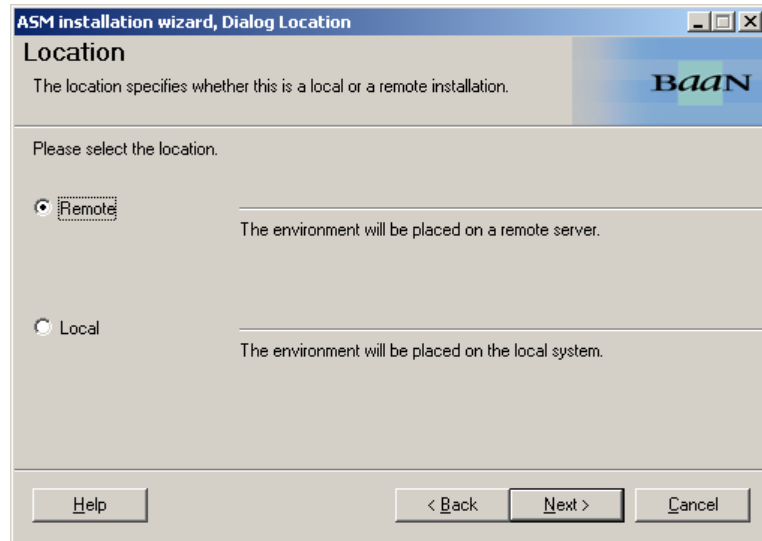 ASM installation wizard, Dialog Location
Location
The location specifies whether this is a local or a remote installation.
BaaN
Please select the location.
Remote
The environment will be placed on a remote server.
Local
The environment will be placed on the local system.
Help
< Back
Next >
Cancel